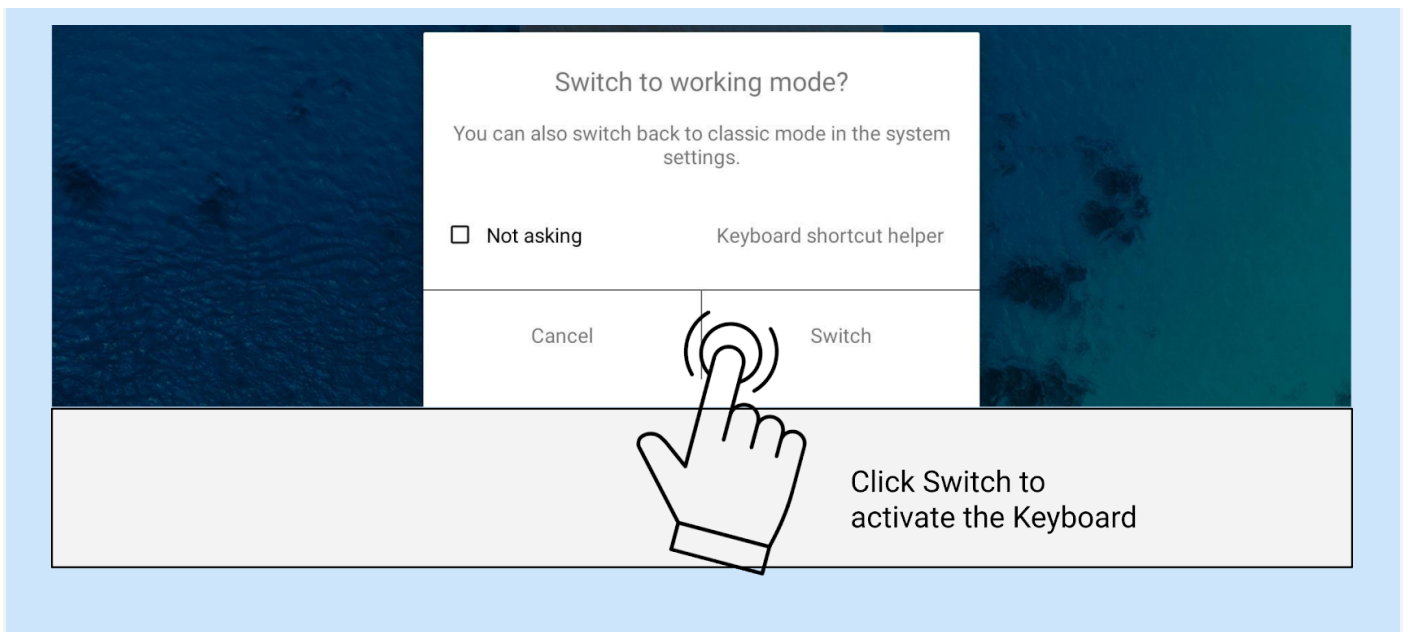 Switch to working mode?
You can also switch back to classic mode in the system
settings.
Not asking
Keyboard shortcut helper
Cancel
Switch
Click Switch to
activate the Keyboard